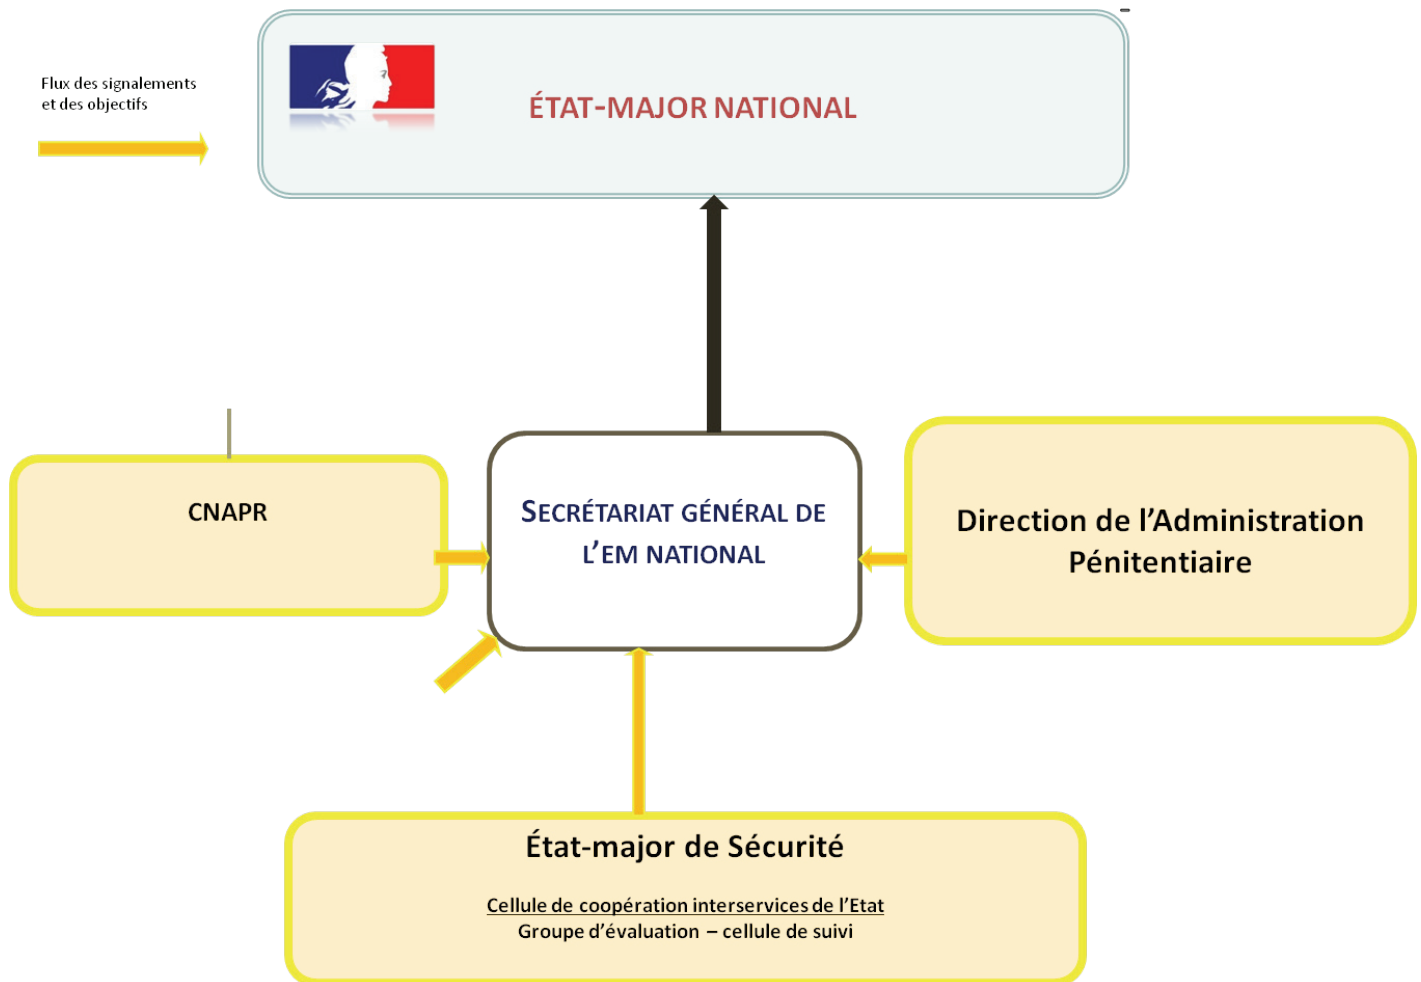 Flux des signalements
et des objectifs
ÉTAT-MAJOR NATIONAL
CNAPR
SECRÉTARIAT GÉNÉRAL DE
L'EM NATIONAL
Direction de l'Administration
Pénitentiaire
État-major de Sécurité
Cellule de coopération interservices de l'Etat
Groupe d'évaluation – cellule de suivi